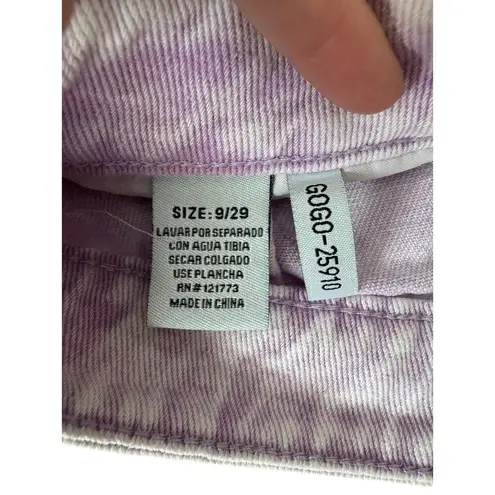 SIZE: 9/29
LAVAR POR SEPARADO
CON AGUA TIBIA
SECAR COLGADO
USE PLANCHA
RN # 121773
MADE IN CHINA
GOGO-25910